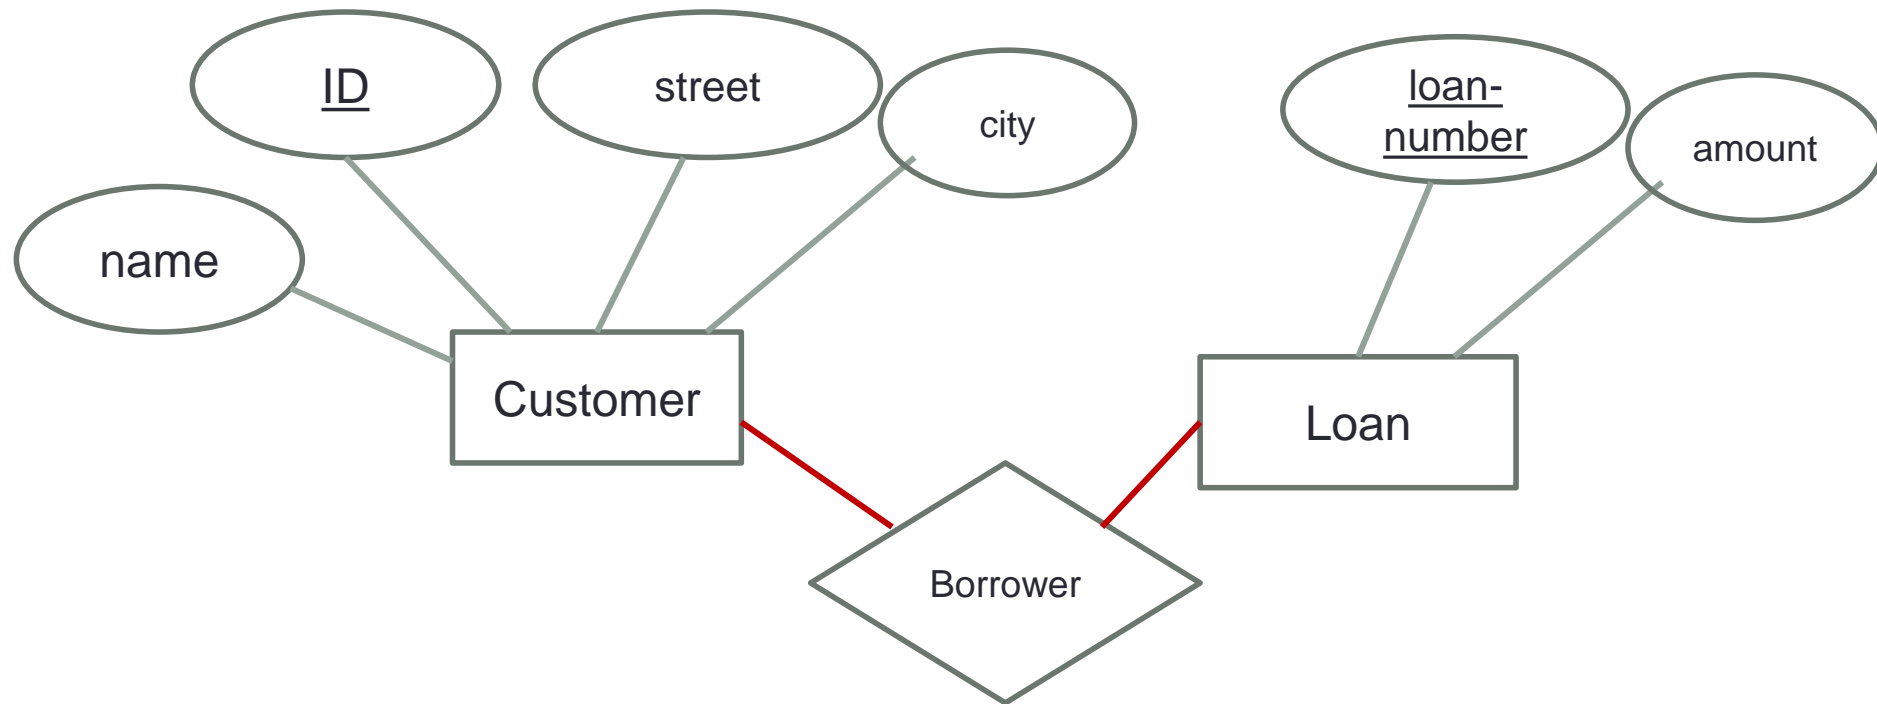 ID
street
city
name
Customer
loan-
number
amount
Loan
Borrower